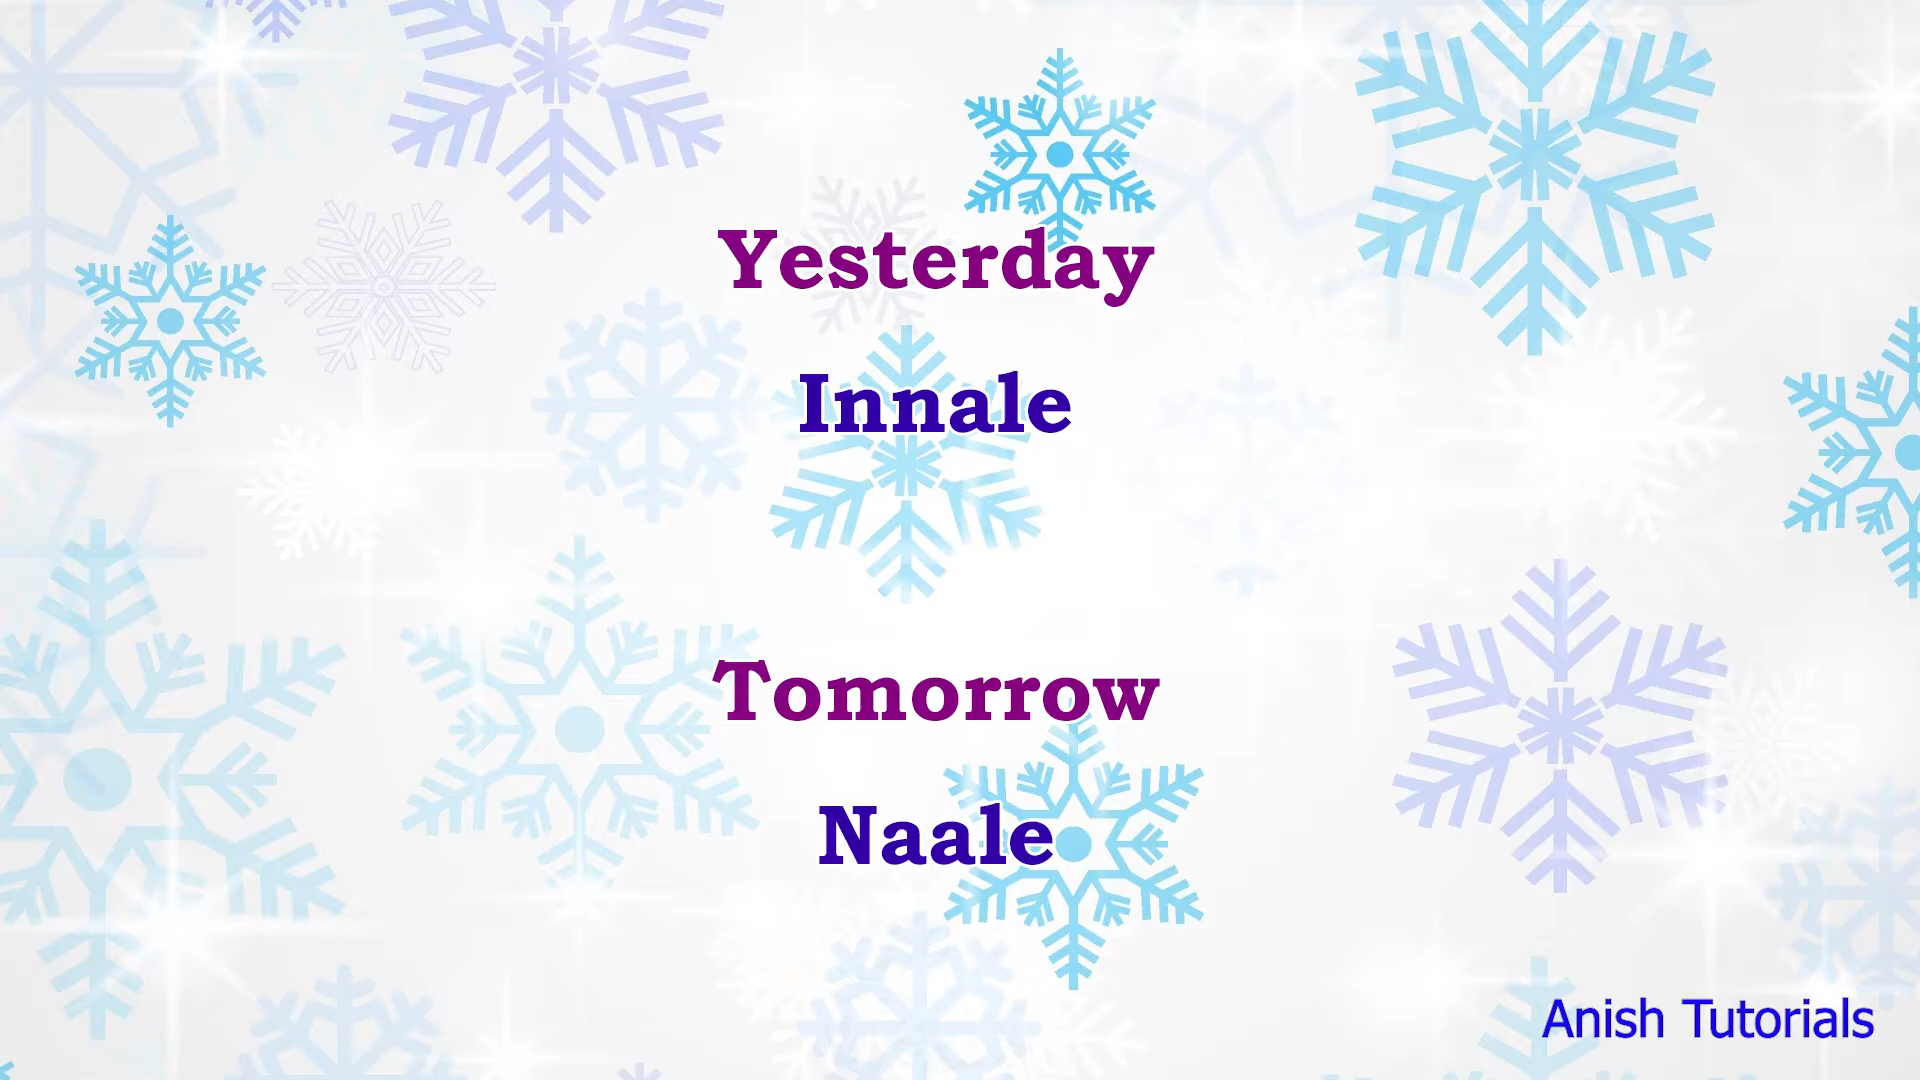 Yesterday
Innale
Tomorrow
Naale
Anish Tutorials